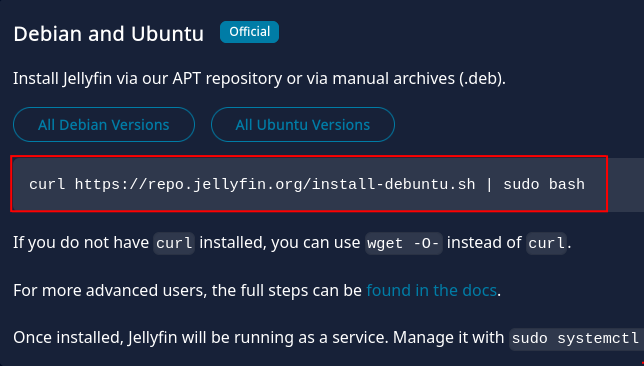 Debian and Ubuntu Official
Install Jellyfin via our APT repository or via manual archives (.deb).
All Debian Versions All Ubuntu Versions
curl https://repo.jellyfin.org/install-debuntu.sh | sudo bash
If you do not have curl installed, you can use wget -O- instead of curl.
For more advanced users, the full steps can be found in the docs.
Once installed, Jellyfin will be running as a service. Manage it with sudo systemctl